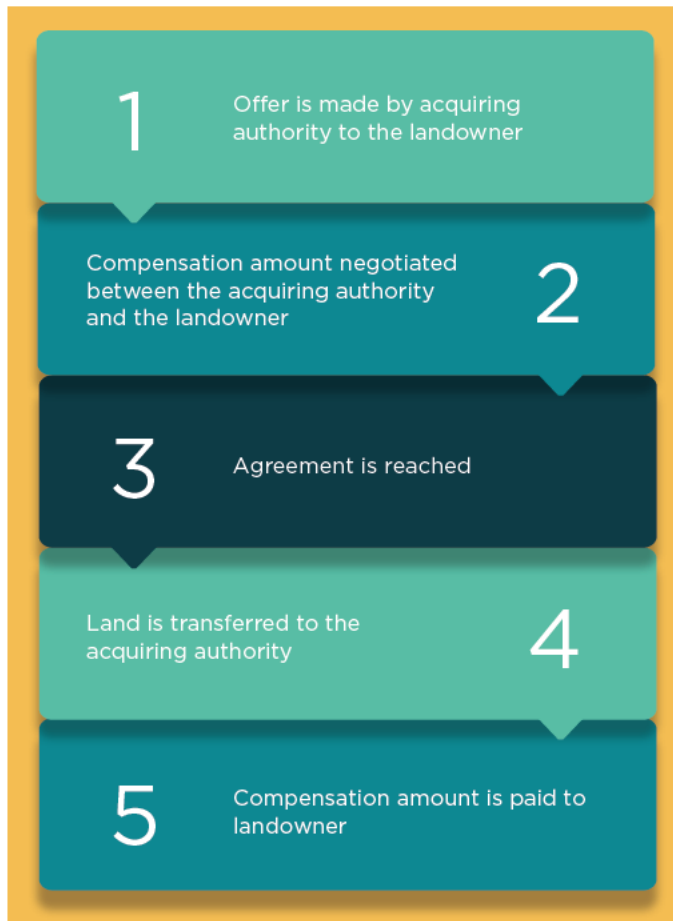 1
Offer is made by acquiring
authority to the landowner
Compensation amount negotiated
between the acquiring authority
and the landowner
2
3
Agreement is reached
Land is transferred to the
acquiring authority
4
5
Compensation amount is paid to
landowner